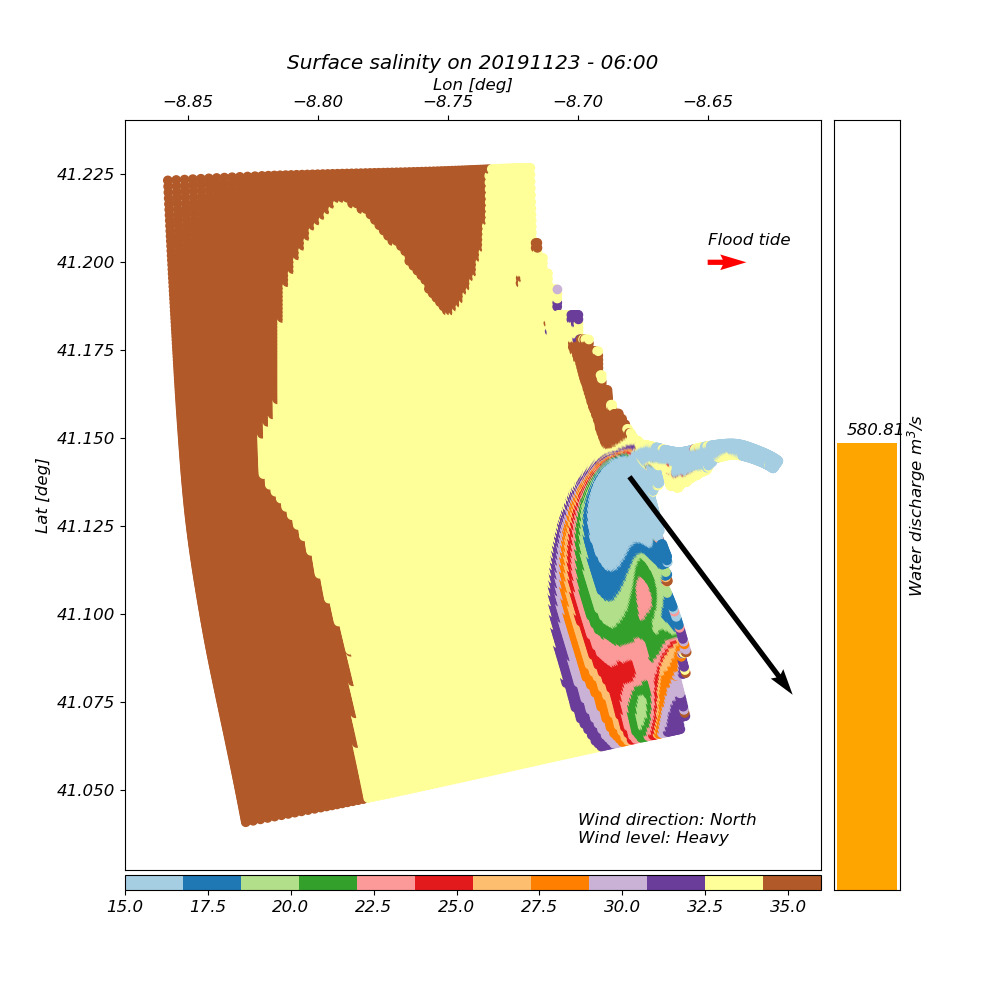 Surface salinity on 20191123 - 06:00
Lon [deg]
−8.85 −8.80 −8.75 −8.70 −8.65
41.225
41.200
41.175
41.150
41.125
41.100
41.075
41.050
Lat [deg]
Flood tide
580.81
Water discharge m³/s
Wind direction: North
Wind level: Heavy
15.0 17.5 20.0 22.5 25.0 27.5 30.0 32.5 35.0